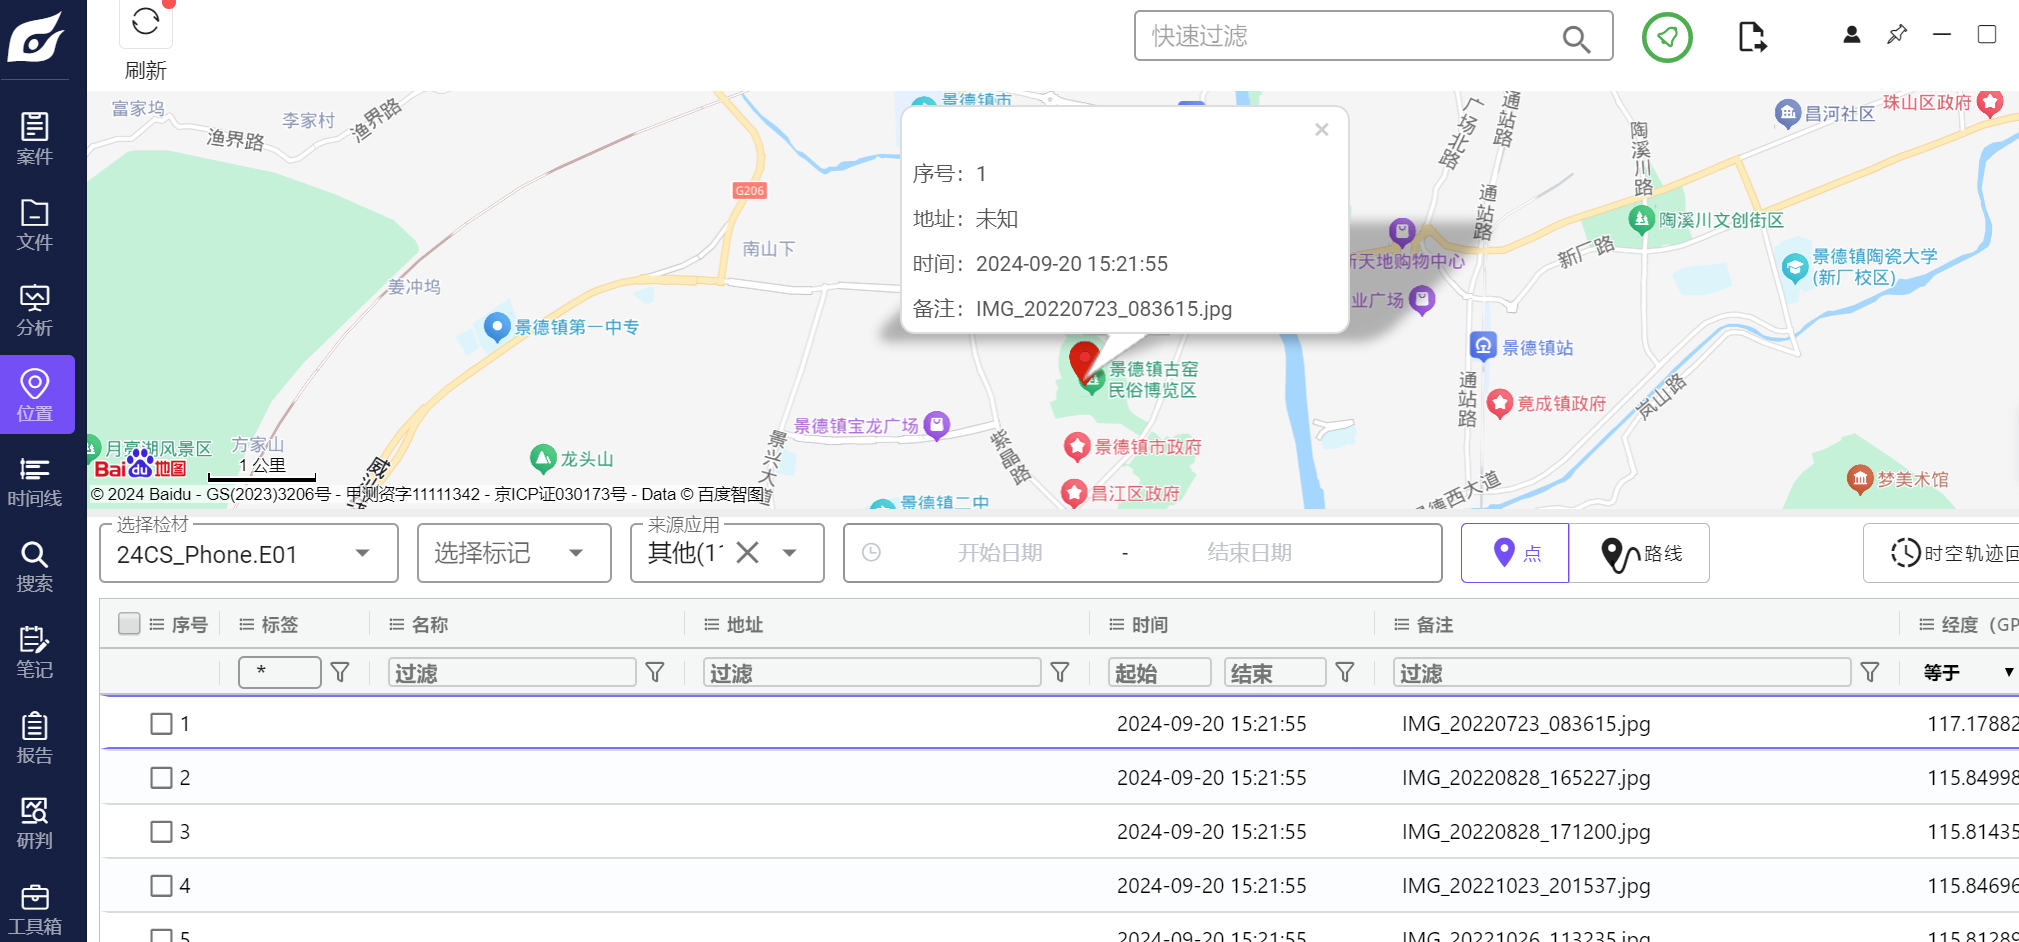 刷新
快速过滤
案件
文件
分析
位置
时间线
搜索
笔记
报告
研判
工具箱
富家坞
渔界路
李家村
渔界路
景德镇市
G206
南山下
姜冲坞
景德镇第一中专
序号：1
地址：未知
时间：2024-09-20 15:21:55
备注：IMG_20220723_083615.jpg
广场北路
通站路
通站路
陶溪川路
昌河社区
珠山区政府
陶溪川文创街区
新厂路
景德镇陶瓷大学
(新厂校区)
新天地购物中心
业广场
景德镇站
通站路
竟成镇政府
岚山路
景德镇古窑
民俗博览区
景德镇宝龙广场
景德镇市政府
紫晶路
景兴大道
昌江区政府
景德镇二中
景德西大道
梦美术馆
龙头山
月亮湖风景区
方家山
Bai du 地图
1 公里
© 2024 Baidu - GS(2023)3206号 - 甲测资字11111342 - 京ICP证030173号 - Data © 百度智图
选择检材
24CS_Phone.E01
选择标记
来源应用
其他(1
开始日期 - 结束日期
点
路线
时空轨迹回
序号 标签 名称 地址 时间 备注 经度（GP
* 过滤 过滤 起始 结束 过滤 等于
1 2024-09-20 15:21:55 IMG_20220723_083615.jpg 117.17882
2 2024-09-20 15:21:55 IMG_20220828_165227.jpg 115.84998
3 2024-09-20 15:21:55 IMG_20220828_171200.jpg 115.81435
4 2024-09-20 15:21:55 IMG_20221023_201537.jpg 115.84696
5 2024-09-20 15:21:55 IMG_20221026_113235.jpg 115.81289